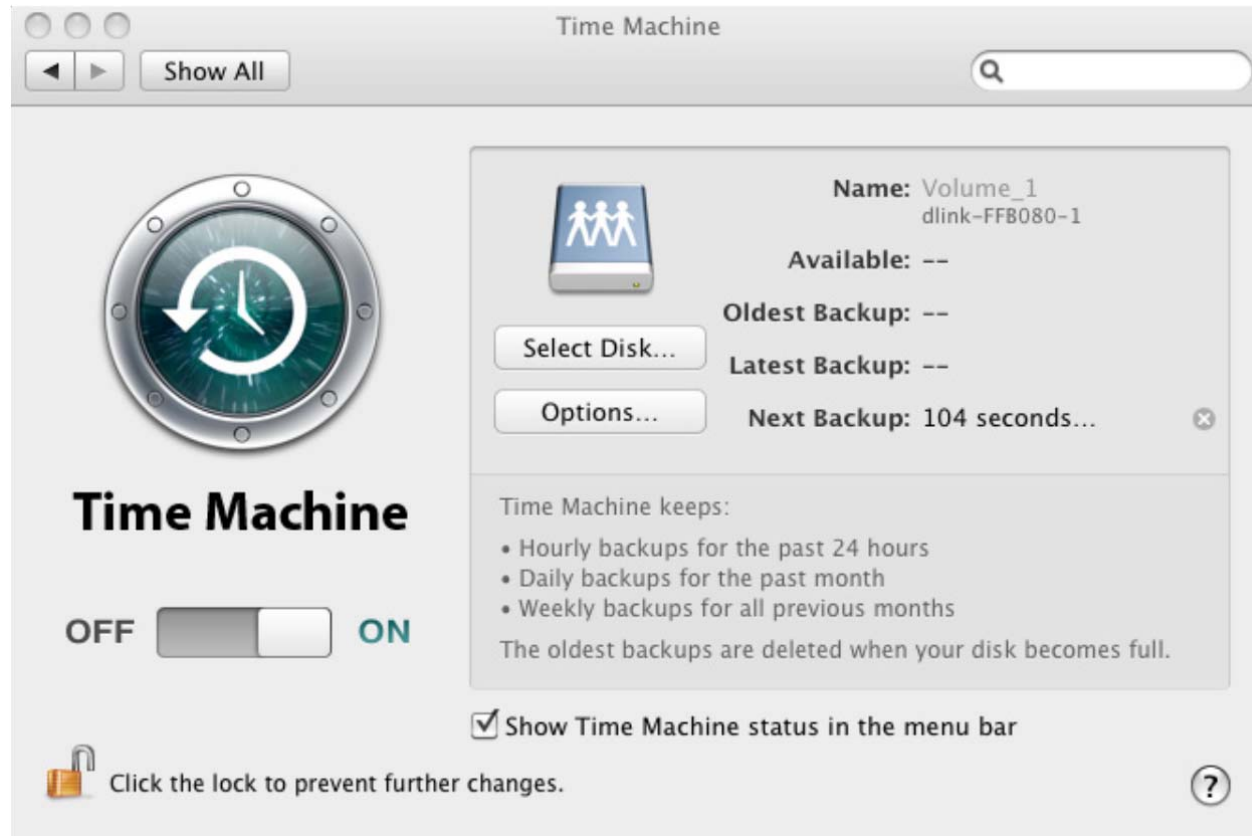 Time Machine
Show All
Name: Volume_1
dlink-FFB080-1
Available: --
Oldest Backup: --
Select Disk...
Latest Backup: --
Options...
Next Backup: 104 seconds...
Time Machine
Time Machine keeps:
• Hourly backups for the past 24 hours
• Daily backups for the past month
• Weekly backups for all previous months
The oldest backups are deleted when your disk becomes full.
OFF ON
Show Time Machine status in the menu bar
Click the lock to prevent further changes.
?